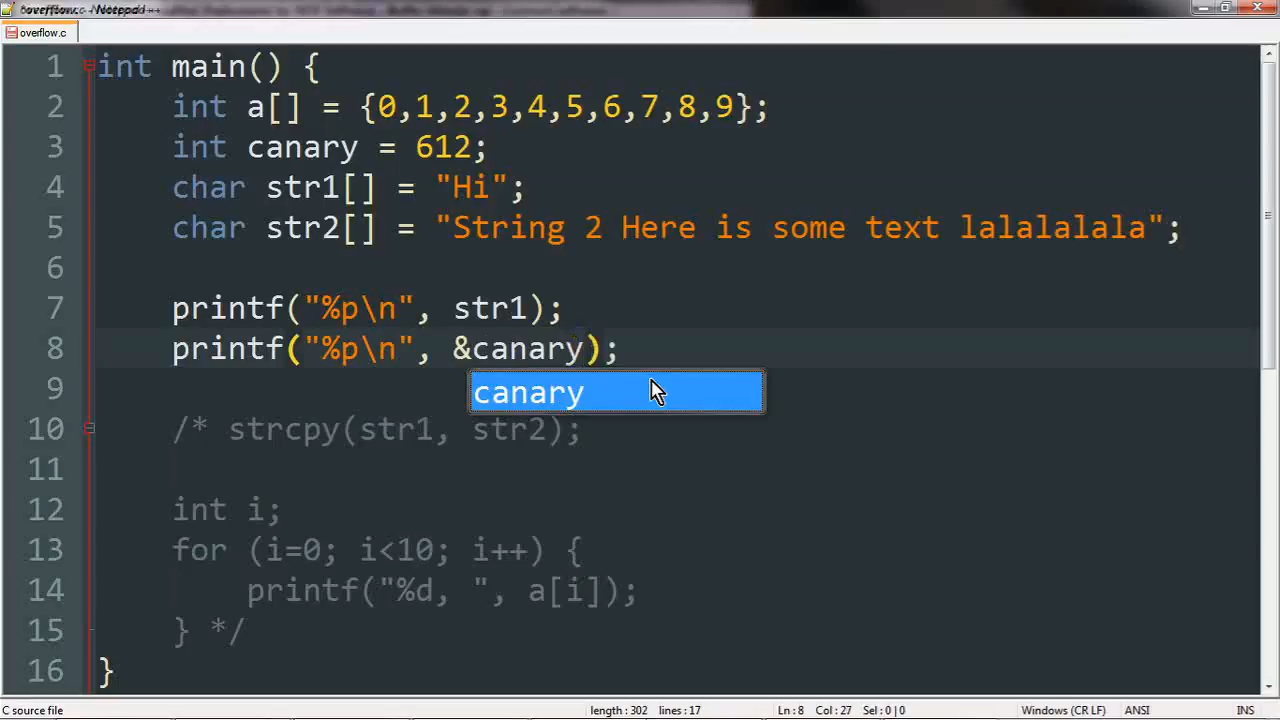 overflow.c - Notepad++
overflow.c
1 int main() {
2 int a[] = {0,1,2,3,4,5,6,7,8,9};
3 int canary = 612;
4 char str1[] = "Hi";
5 char str2[] = "String 2 Here is some text lalalalala";
6
7 printf("%p\n", str1);
8 printf("%p\n", &canary);
9 canary
10 /* strcpy(str1, str2);
11
12 int i;
13 for (i=0; i<10; i++) {
14 printf("%d, ", a[i]);
15 } */
16 }
C source file length : 302 lines : 17 Ln : 8 Col : 27 Sel : 0 | 0 Windows (CR LF) ANSI INS